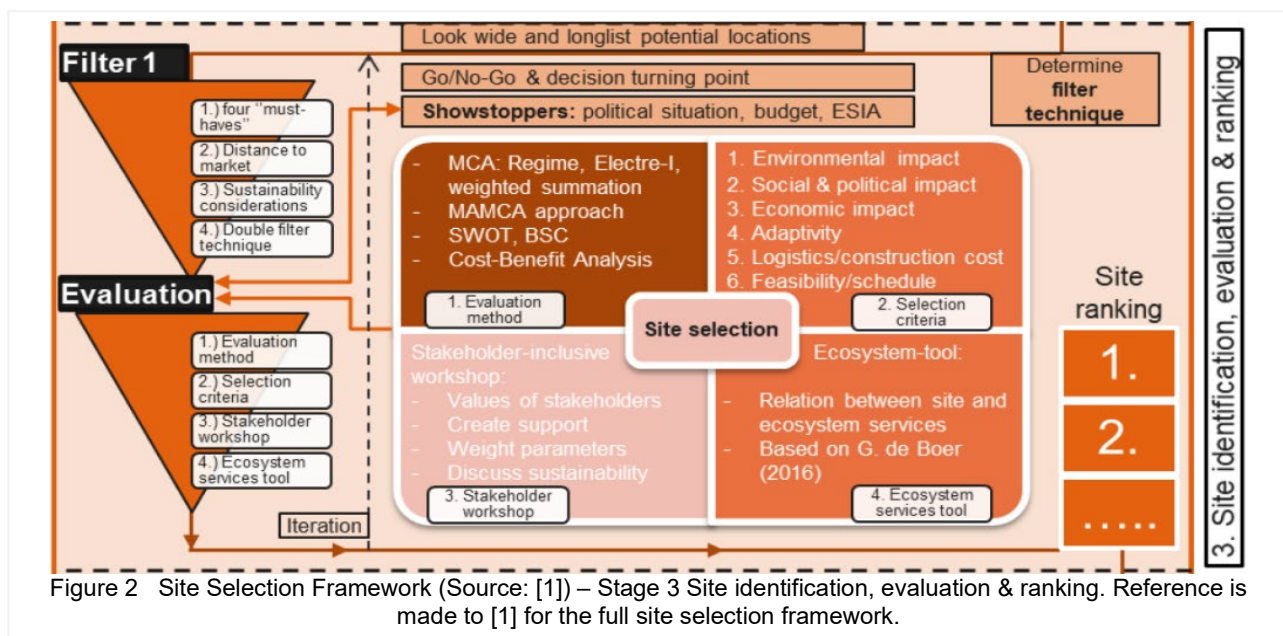 Look wide and longlist potential locations
Filter 1
Go/No-Go & decision turning point
Determine
filter
technique
Showstoppers: political situation, budget, ESIA
1.) four "must-
haves"
2.) Distance to
market
3.) Sustainability
considerations
4.) Double filter
technique
- MCA: Regime, Electre-I,
weighted summation
- MAMCA approach
- SWOT, BSC
- Cost-Benefit Analysis
1. Evaluation
method
1. Environmental impact
2. Social & political impact
3. Economic impact
4. Adaptivity
5. Logistics/construction cost
6. Feasibility/schedule
2. Selection
criteria
Site selection
Evaluation
1.) Evaluation
method
2.) Selection
criteria
3.) Stakeholder
workshop
4.) Ecosystem
services tool
Stakeholder-inclusive
workshop:
- Values of stakeholders
- Create support
- Weight parameters
- Discuss sustainability
3. Stakeholder
workshop
Ecosystem-tool:
- Relation between site and
ecosystem services
- Based on G. de Boer
(2016)
4. Ecosystem
services tool
Site
ranking
1.
2.
.....
Iteration
3. Site identification, evaluation & ranking
Figure 2 Site Selection Framework (Source: [1]) – Stage 3 Site identification, evaluation & ranking. Reference is
made to [1] for the full site selection framework.